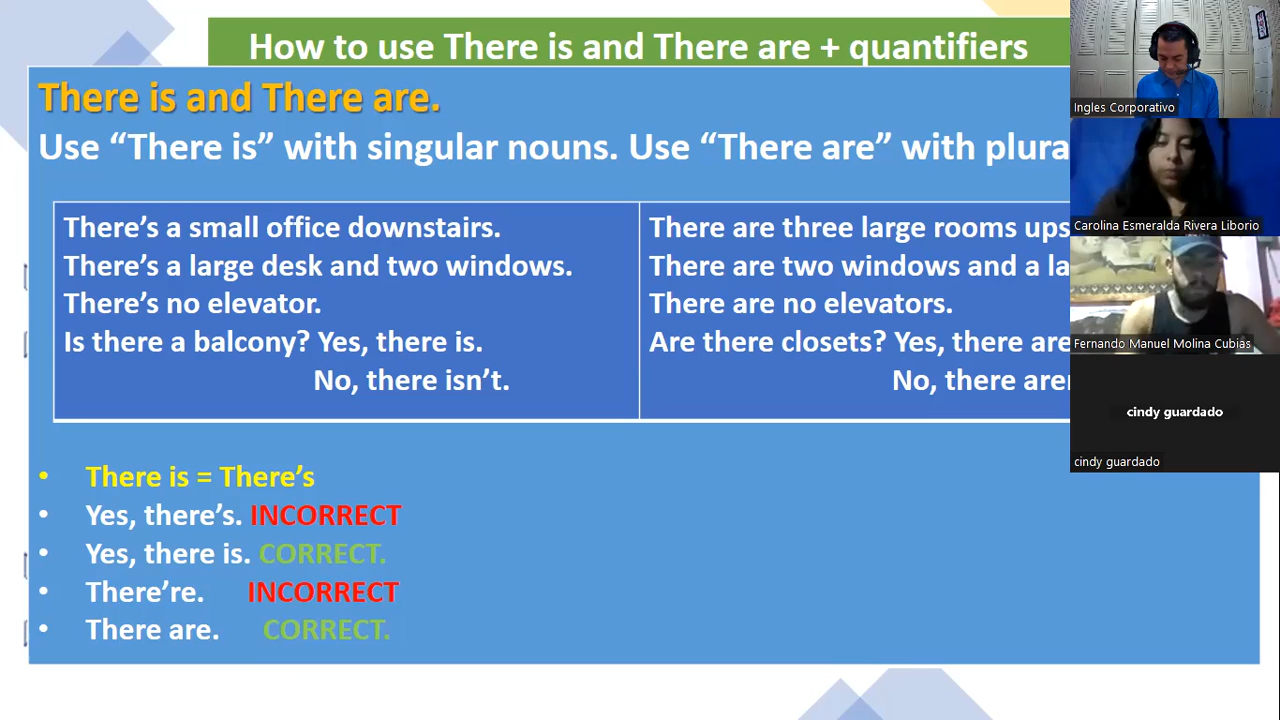 How to use There is and There are + quantifiers
There is and There are.
Use “There is” with singular nouns. Use “There are” with plura
There’s a small office downstairs.
There’s a large desk and two windows.
There’s no elevator.
Is there a balcony? Yes, there is.
No, there isn’t.
There are three large rooms ups
There are two windows and a la
There are no elevators.
Are there closets? Yes, there are
No, there aren
• There is = There’s
• Yes, there’s. INCORRECT
• Yes, there is. CORRECT.
• There’re. INCORRECT
• There are. CORRECT.
Ingles Corporativo
Carolina Esmeralda Rivera Liborio
Fernando Manuel Molina Cubias
cindy guardado
cindy guardado